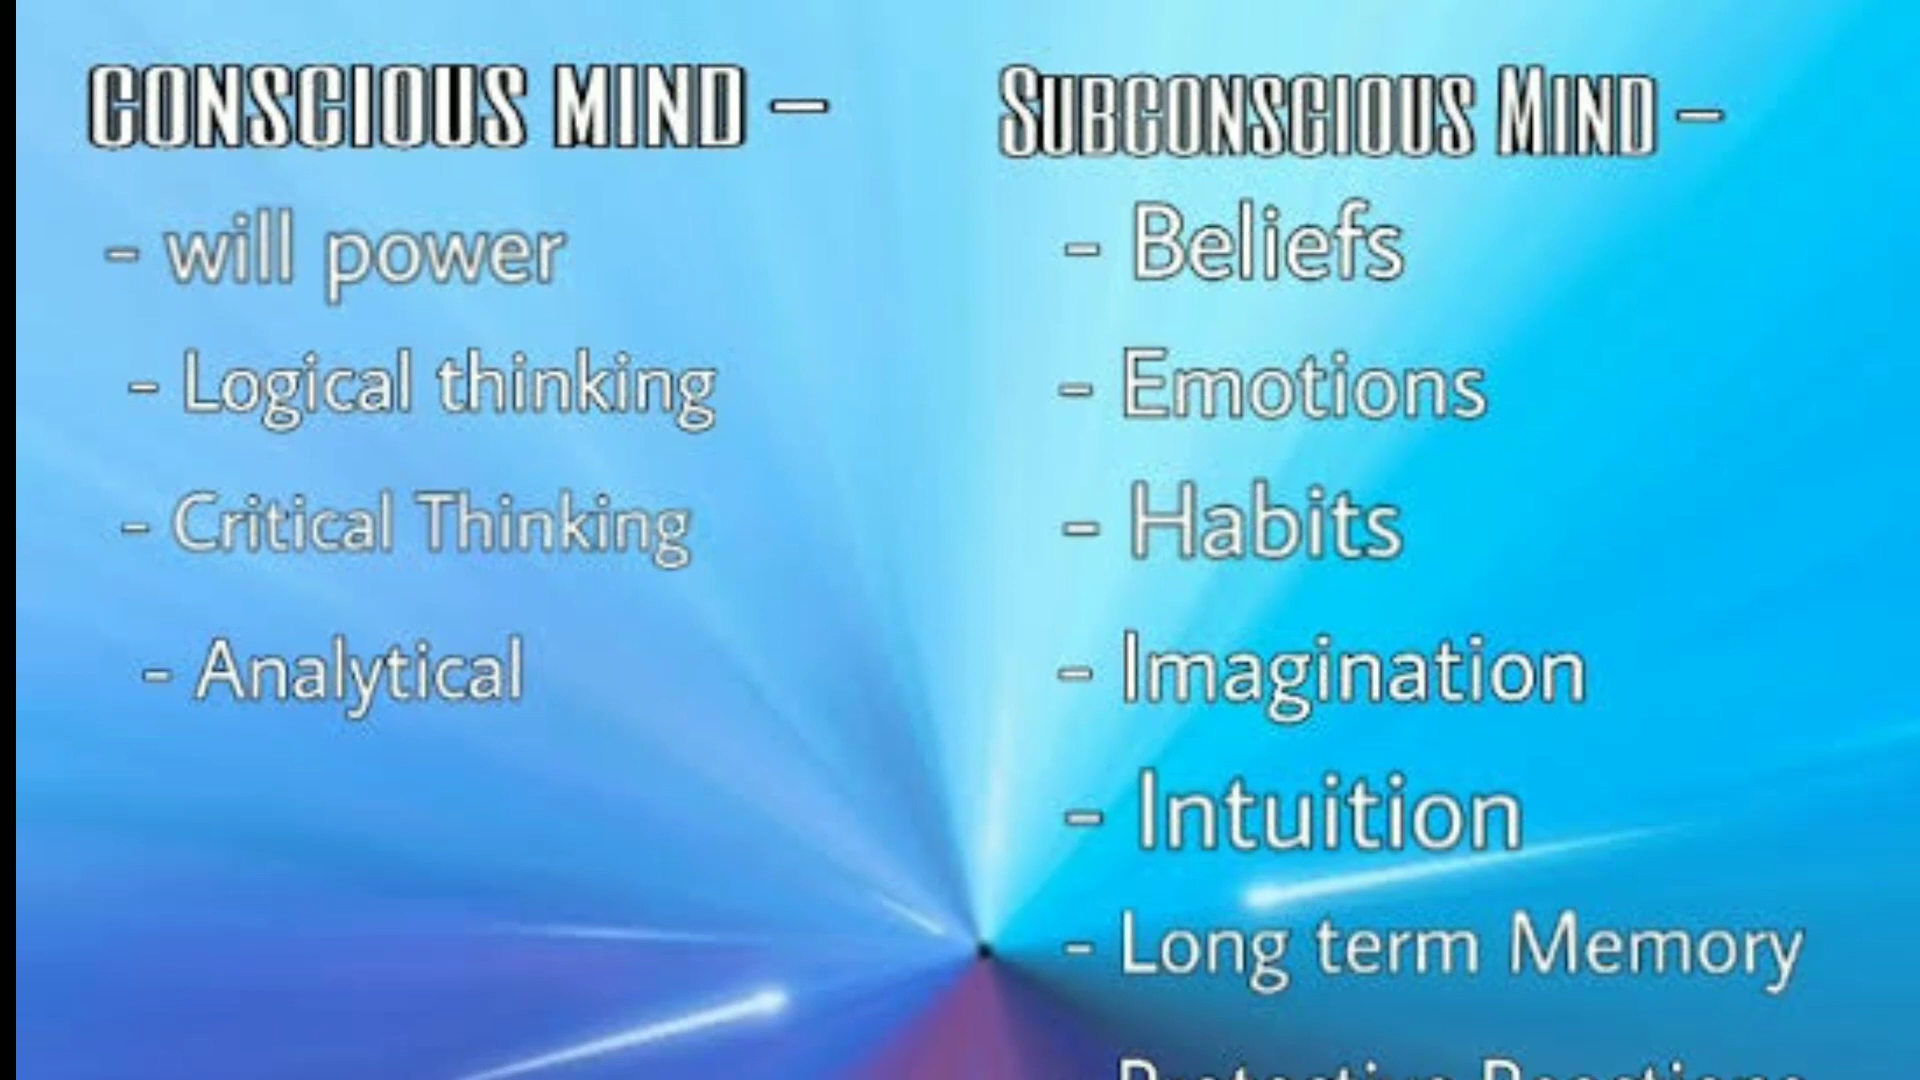 CONSCIOUS MIND –
- will power
- Logical thinking
- Critical Thinking
- Analytical
SUBCONSCIOUS MIND –
- Beliefs
- Emotions
- Habits
- Imagination
- Intuition
- Long term Memory